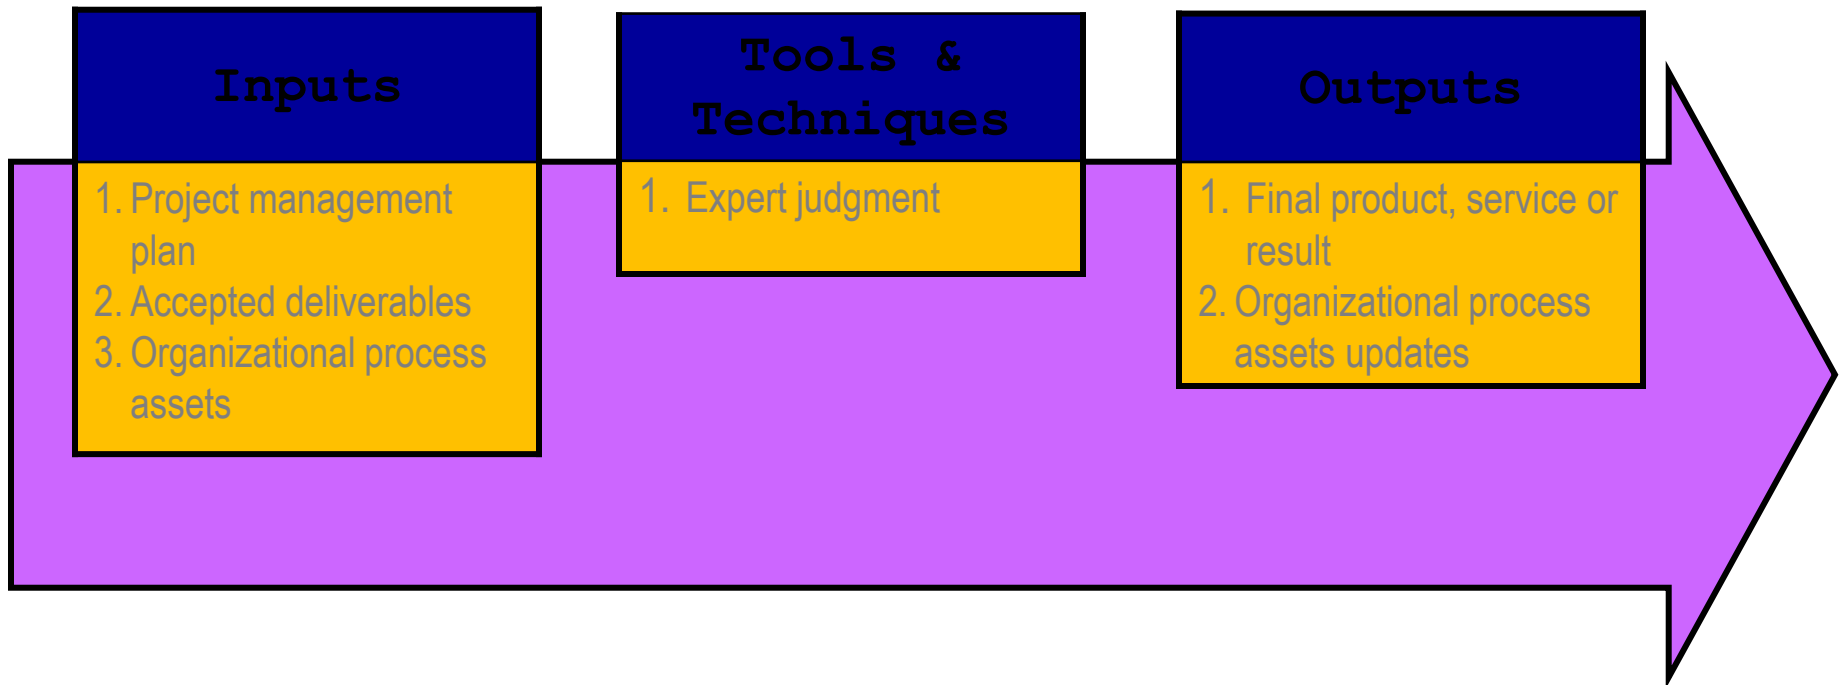 Inputs
1. Project management
plan
2. Accepted deliverables
3. Organizational process
assets
Tools &
Techniques
1. Expert judgment
Outputs
1. Final product, service or
result
2. Organizational process
assets updates